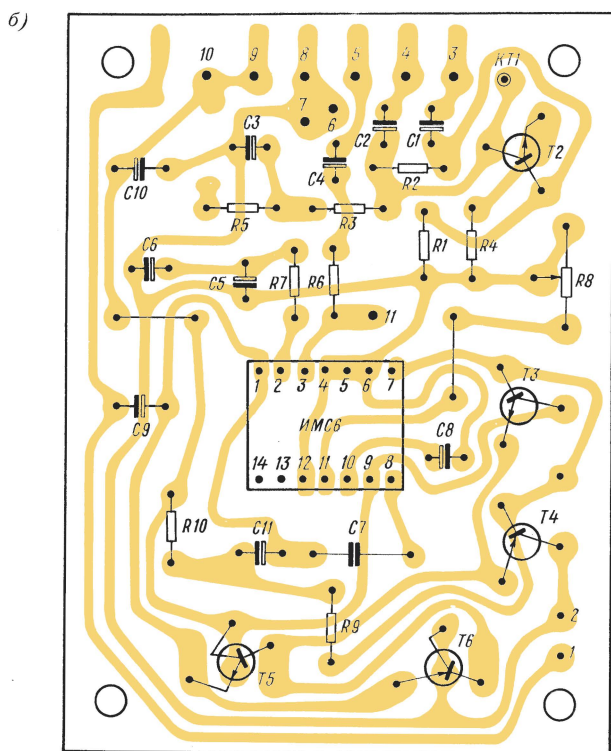 б)
10 9 8 5 4 3 КТ1
7 6
C3 C2 C1 T2
C10 C4 R2
R5 R3
C6 R1 R4
C5 R7 R6 R8
11
1 2 3 4 5 6 7 T3
ИМС6
C9 C8
14 13 12 11 10 9 8
R10 C11 C7 T4
R9 2
T5 T6 1